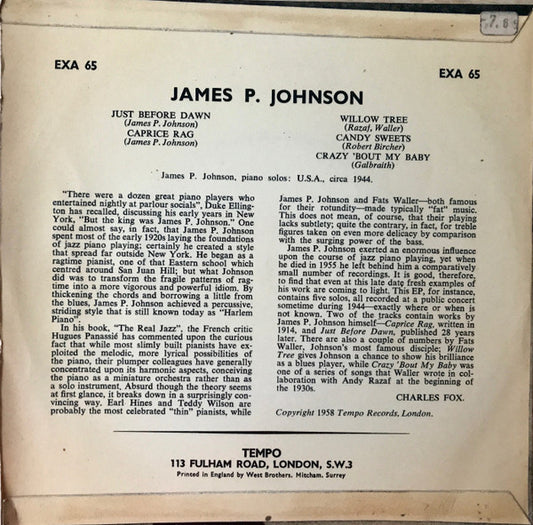 7.6
EXA 65
EXA 65
JAMES P. JOHNSON
JUST BEFORE DAWN
(James P. Johnson)
CAPRICE RAG
(James P. Johnson)
WILLOW TREE
(Razaf, Waller)
CANDY SWEETS
(Robert Bircher)
CRAZY 'BOUT MY BABY
(Galbraith)
James P. Johnson, piano solos: U.S.A., circa 1944.
"There were a dozen great piano players who
entertained nightly at parlour socials", Duke Elling-
ton has recalled, discussing his early years in New
York, "But the king was James P. Johnson." One
could almost say, in fact, that James P. Johnson
spent most of the early 1920s laying the foundations
of jazz piano playing; certainly he created a style
that spread far outside New York. He began as a
ragtime pianist, one of that Eastern school which
centred around San Juan Hill; but what Johnson
did was to transform the fragile patterns of rag-
time into a more vigorous and powerful idiom. By
thickening the chords and borrowing a little from
the blues, James P. Johnson achieved a percussive,
striding style that is still known today as "Harlem
Piano".
In his book, "The Real Jazz", the French critic
Hugues Panassié has commented upon the curious
fact that while most slimly built pianists have ex-
ploited the melodic, more lyrical possibilities of
the piano, their plumper colleagues have generally
concentrated upon its harmonic aspects, conceiving
the piano as a miniature orchestra rather than as
a solo instrument. Absurd though the theory seems
at first glance, it breaks down in a surprisingly con-
vincing way. Earl Hines and Teddy Wilson are
probably the most celebrated "thin" pianists, while
James P. Johnson and Fats Waller—both famous
for their rotundity—made typically "fat" music.
This does not mean, of course, that their playing
lacks subtlety; quite the contrary, in fact, for treble
figures taken on even more delicacy by comparison
with the surging power of the bass.
James P. Johnson exerted an enormous influence
upon the course of jazz piano playing, yet when
he died in 1955 he left behind him a comparatively
small number of recordings. It is good, therefore,
to find that even at this late date fresh examples of
his work are coming to light. This EP, for instance,
contains five solos, all recorded at a public concert
sometime during 1944—exactly where or when is
not known. Two of the tracks contain works by
James P. Johnson himself—Caprice Rag, written in
1914, and Just Before Dawn, published 28 years
later. There are also a couple of numbers by Fats
Waller, Johnson's most famous disciple; Willow
Tree gives Johnson a chance to show his brilliance
as a blues player, while Crazy 'Bout My Baby was
one of a series of songs that Waller wrote in col-
laboration with Andy Razaf at the beginning of
the 1930s.
CHARLES FOX.
Copyright 1958 Tempo Records, London.
TEMPO
113 FULHAM ROAD, LONDON, S.W.3
Printed in England by West Brothers, Mitcham, Surrey